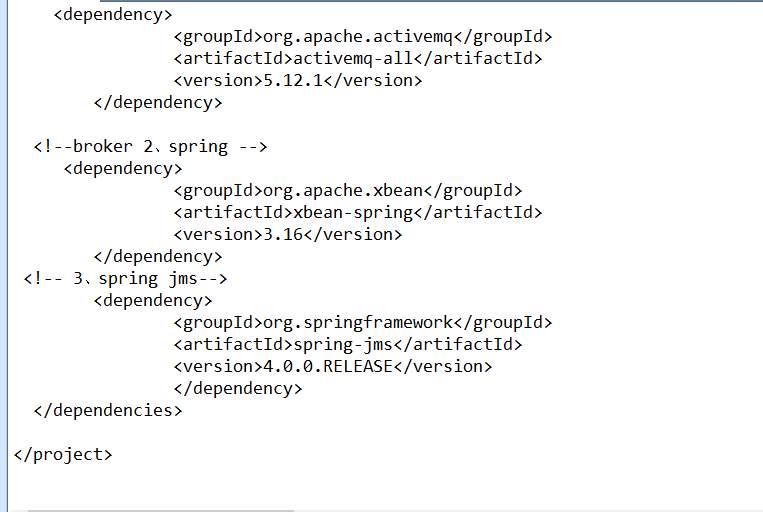 <dependency>
<groupId>org.apache.activemq</groupId>
<artifactId>activemq-all</artifactId>
<version>5.12.1</version>
</dependency>
<!--broker 2、spring -->
<dependency>
<groupId>org.apache.xbean</groupId>
<artifactId>xbean-spring</artifactId>
<version>3.16</version>
</dependency>
<!-- 3、spring jms-->
<dependency>
<groupId>org.springframework</groupId>
<artifactId>spring-jms</artifactId>
<version>4.0.0.RELEASE</version>
</dependency>
</dependencies>
</project>